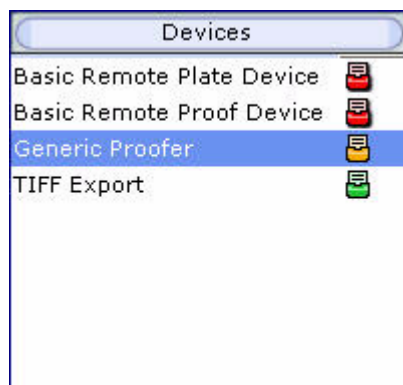 Devices
Basic Remote Plate Device
Basic Remote Proof Device
Generic Proofer
TIFF Export